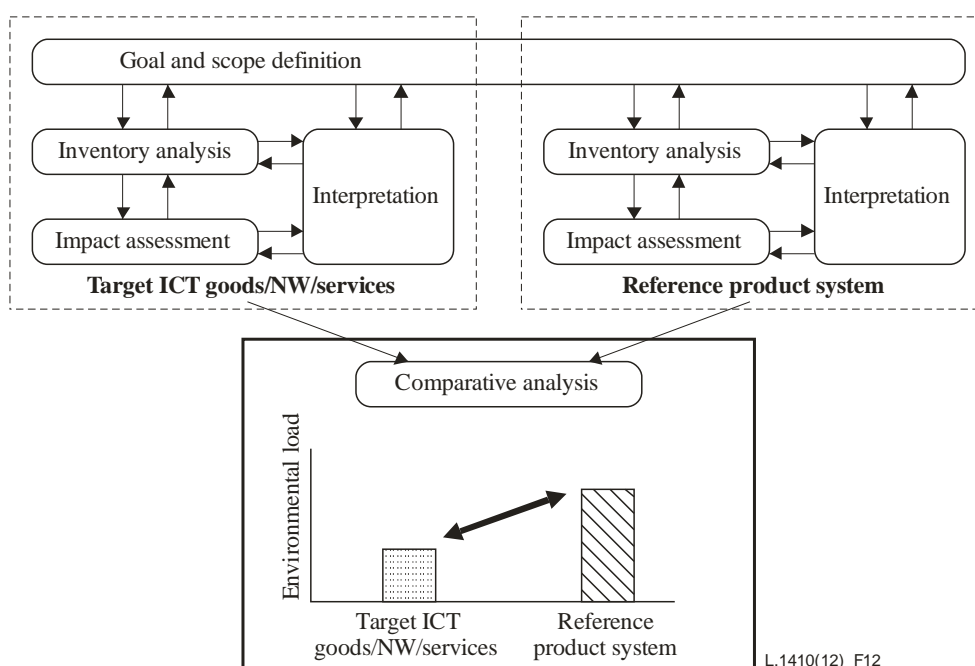 Goal and scope definition
Inventory analysis
Interpretation
Impact assessment
Target ICT goods/NW/services
Inventory analysis
Interpretation
Impact assessment
Reference product system
Comparative analysis
Environmental load
Target ICT
goods/NW/services
Reference
product system
L.1410(12)_F12